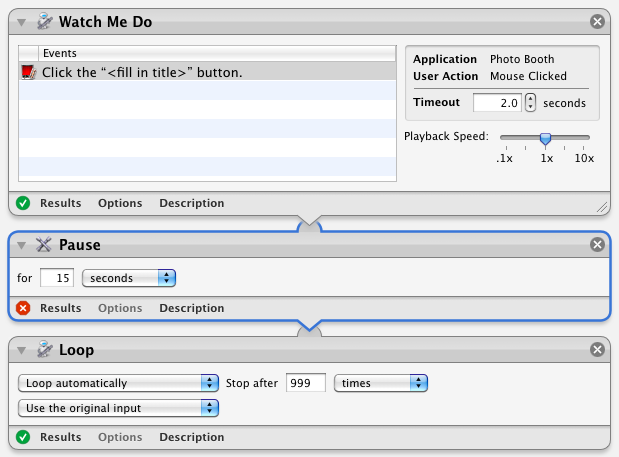 Watch Me Do
Events
Click the “<fill in title>” button.
Application Photo Booth
User Action Mouse Clicked
Timeout 2.0 seconds
Playback Speed:
.1x 1x 10x
Results Options Description
Pause
for 15 seconds
Results Options Description
Loop
Loop automatically Stop after 999 times
Use the original input
Results Options Description